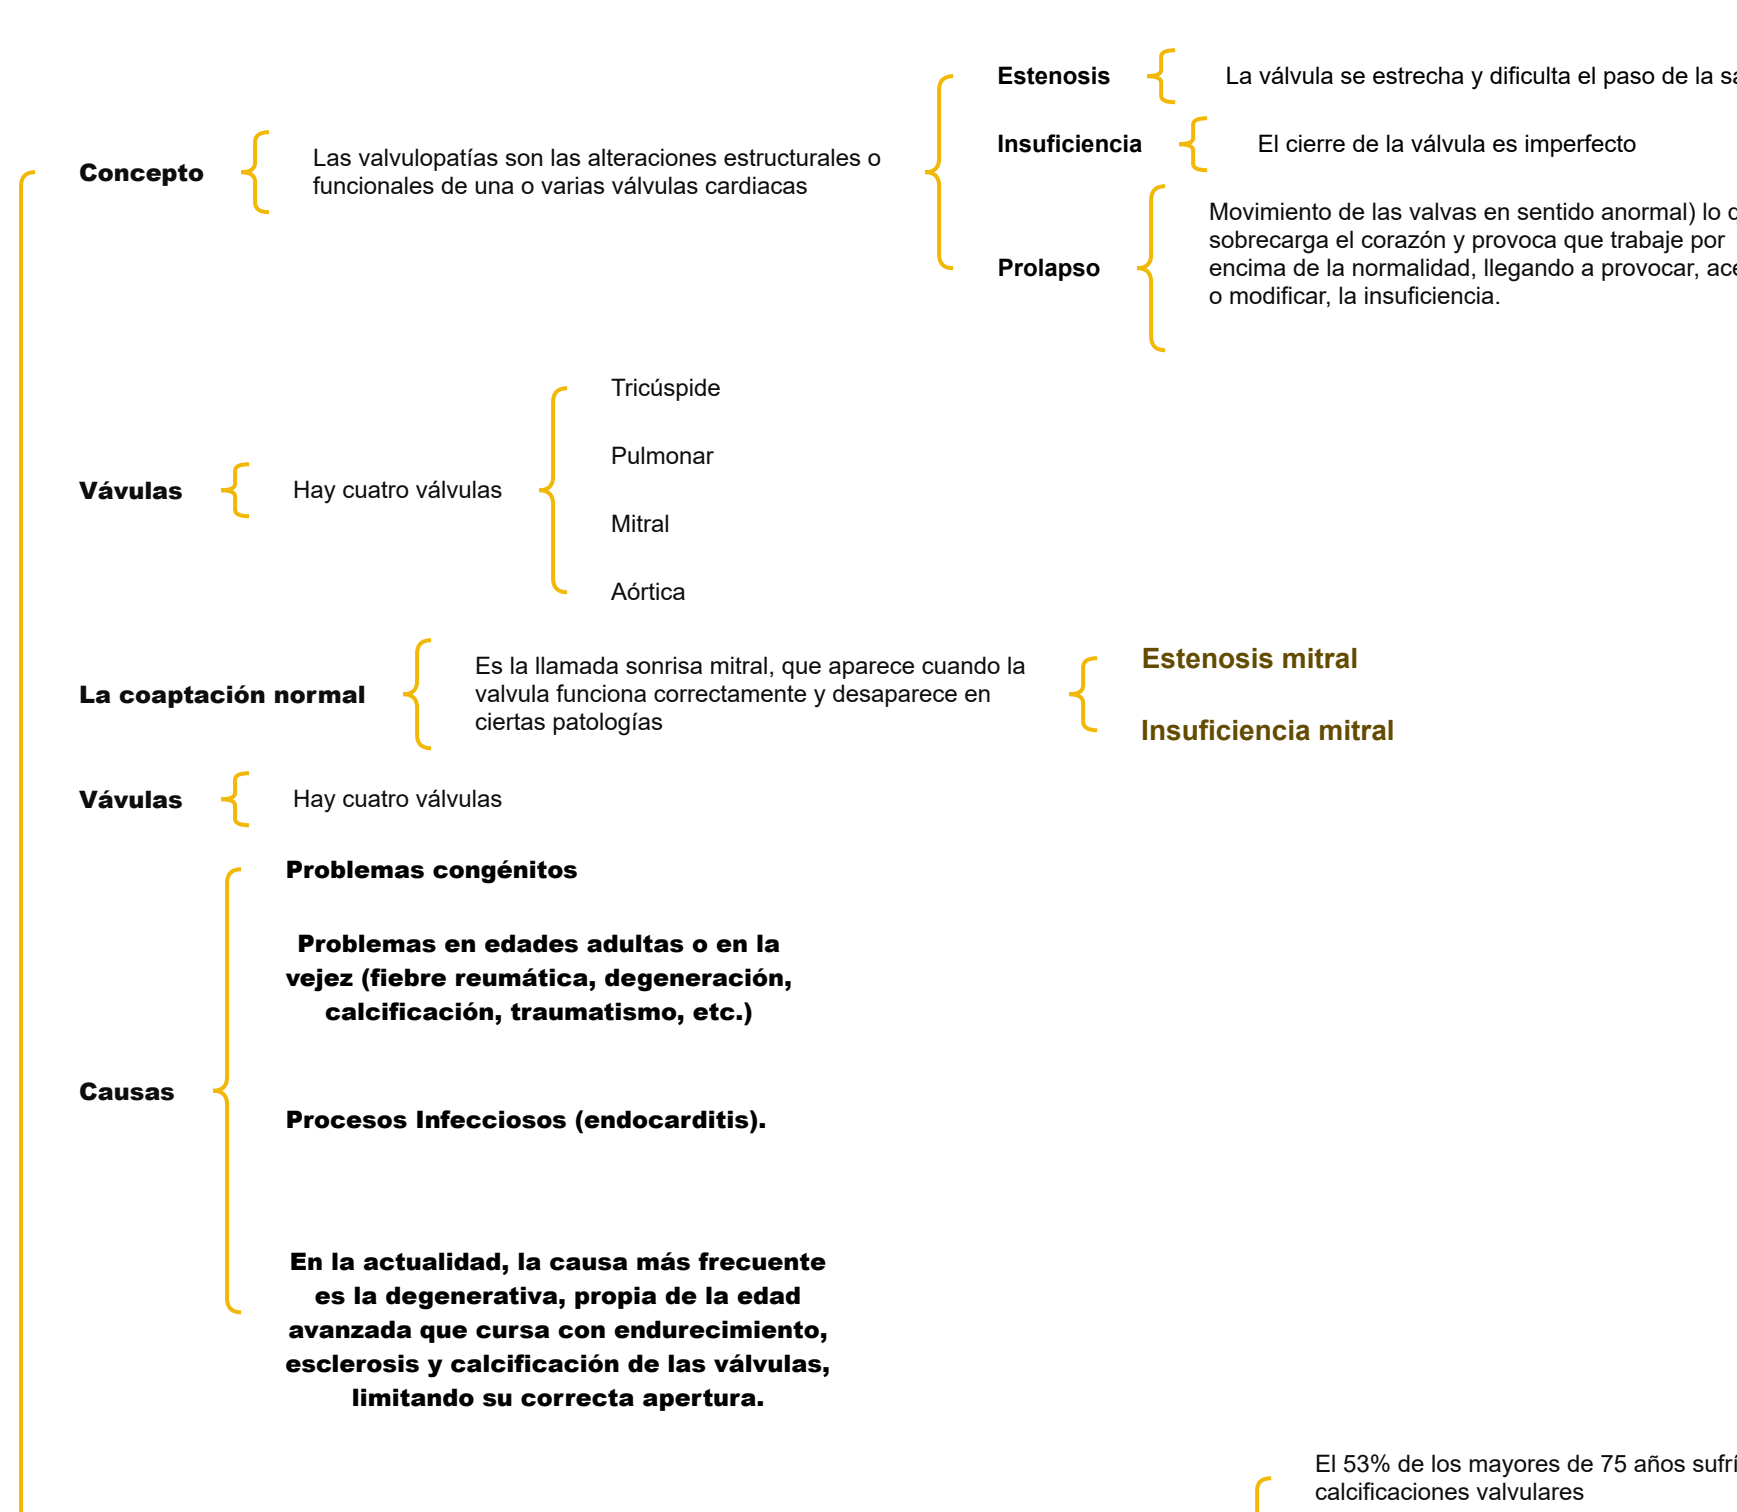 Estenosis
La válvula se estrecha y dificulta el paso de la
Insuficiencia
El cierre de la válvula es imperfecto
Concepto
Las valvulopatías son las alteraciones estructurales o
funcionales de una o varias válvulas cardiacas
Prolapso
Movimiento de las valvas en sentido anormal) lo
sobrecarga el corazón y provoca que trabaje por
encima de la normalidad, llegando a provocar,
o modificar, la insuficiencia.
Vávulas
Hay cuatro válvulas
Tricúspide
Pulmonar
Mitral
Aórtica
La coaptación normal
Es la llamada sonrisa mitral, que aparece cuando la
valvula funciona correctamente y desaparece en
ciertas patologías
Estenosis mitral
Insuficiencia mitral
Vávulas
Hay cuatro válvulas
Causas
Problemas congénitos
Problemas en edades adultas o en la
vejez (fiebre reumática, degeneración,
calcificación, traumatismo, etc.)
Procesos Infecciosos (endocarditis).
En la actualidad, la causa más frecuente
es la degenerativa, propia de la edad
avanzada que cursa con endurecimiento,
esclerosis y calcificación de las válvulas,
limitando su correcta apertura.
El 53% de los mayores de 75 años
calcificaciones valvulares